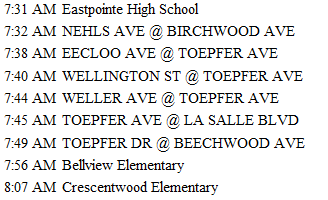 7:31 AM Eastpointe High School
7:32 AM NEHLS AVE @ BIRCHWOOD AVE
7:38 AM EECLOO AVE @ TOEPFER AVE
7:40 AM WELLINGTON ST @ TOEPFER AVE
7:44 AM WELLER AVE @ TOEPFER AVE
7:45 AM TOEPFER AVE @ LA SALLE BLVD
7:49 AM TOEPFER DR @ BEECHWOOD AVE
7:56 AM Bellview Elementary
8:07 AM Crescentwood Elementary